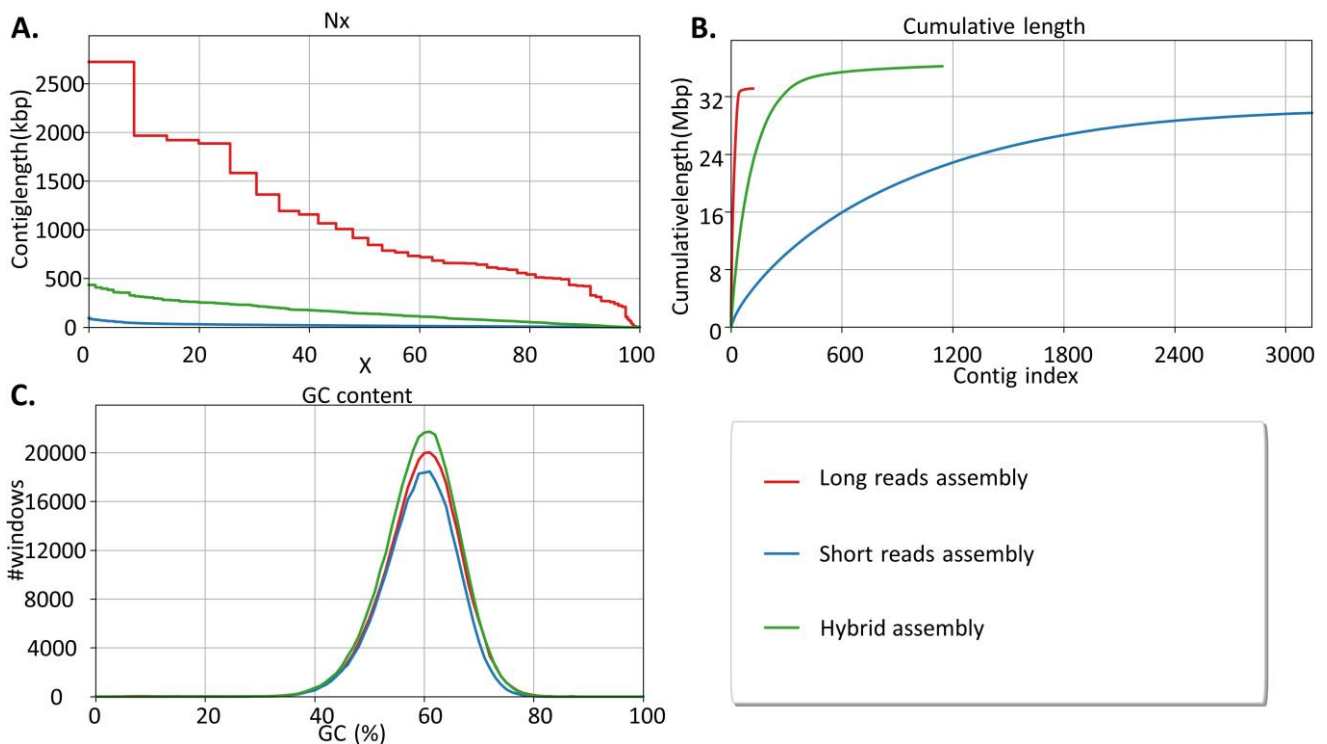 A.
Nx
Contiglength(kbp)
2500
2000
1500
1000
500
0
0 20 40 60 80 100
X
B.
Cumulative length
Cumulativelength(Mbp)
32
24
16
8
0
0 600 1200 1800 2400 3000
Contig index
C.
GC content
#windows
20000
16000
12000
8000
4000
0
0 20 40 60 80 100
GC (%)
Long reads assembly
Short reads assembly
Hybrid assembly